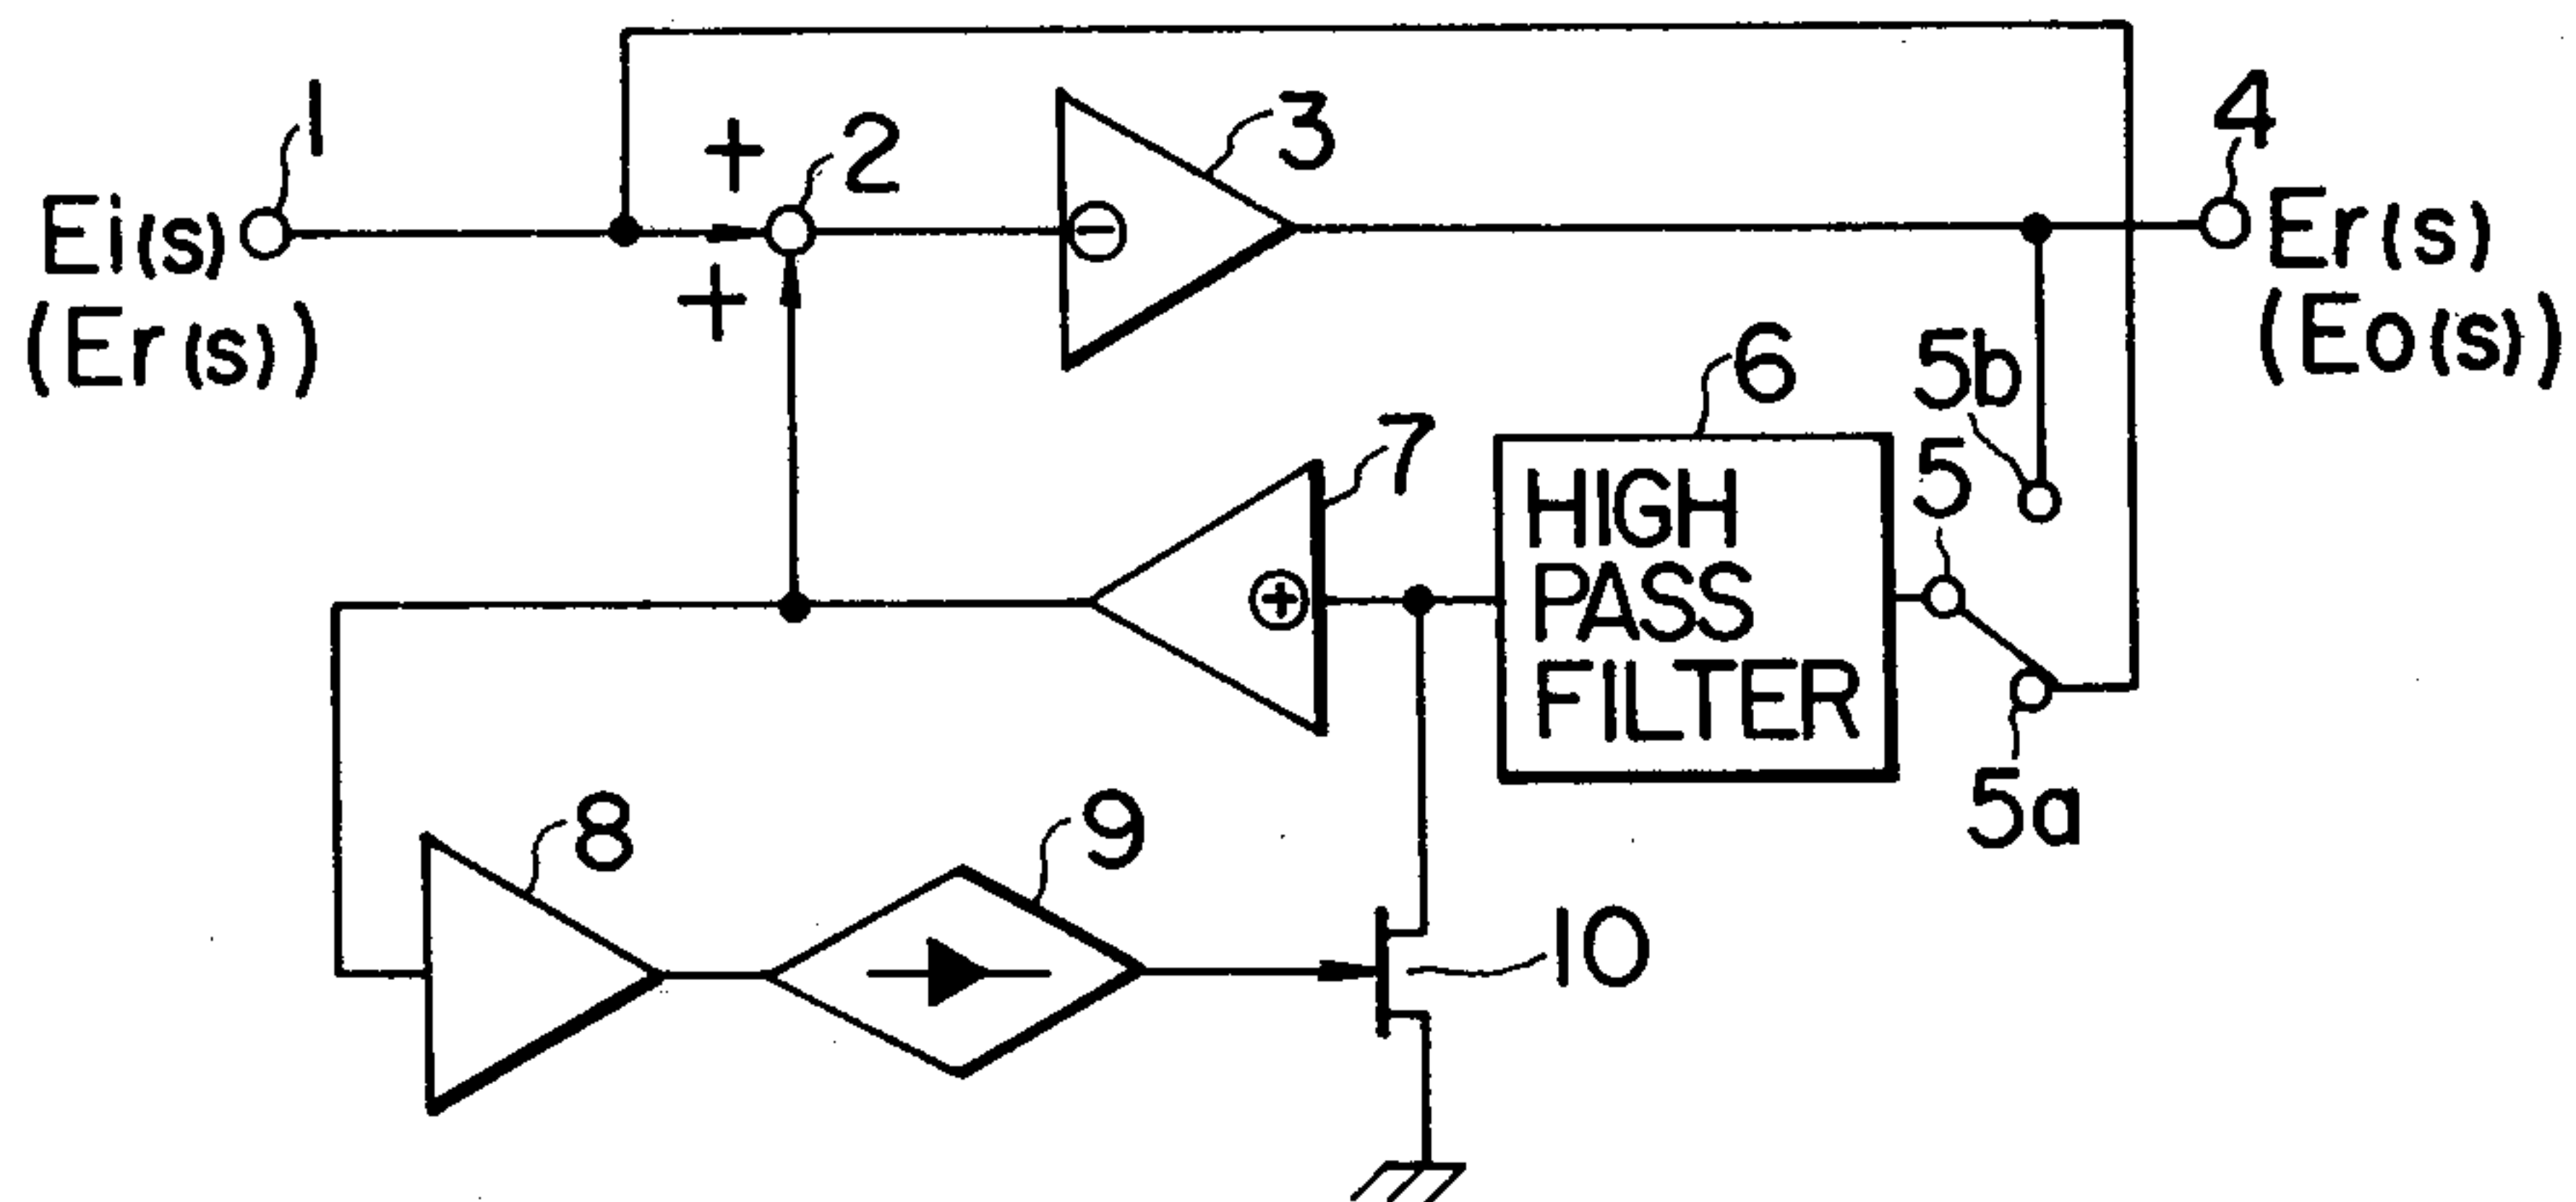 1
+
2
3
4
Ei(s)
(Er(s))
+
⊖
Er(s)
(Eo(s))
5b
5
6
7
HIGH
PASS
FILTER
⊕
5a
8
9
10